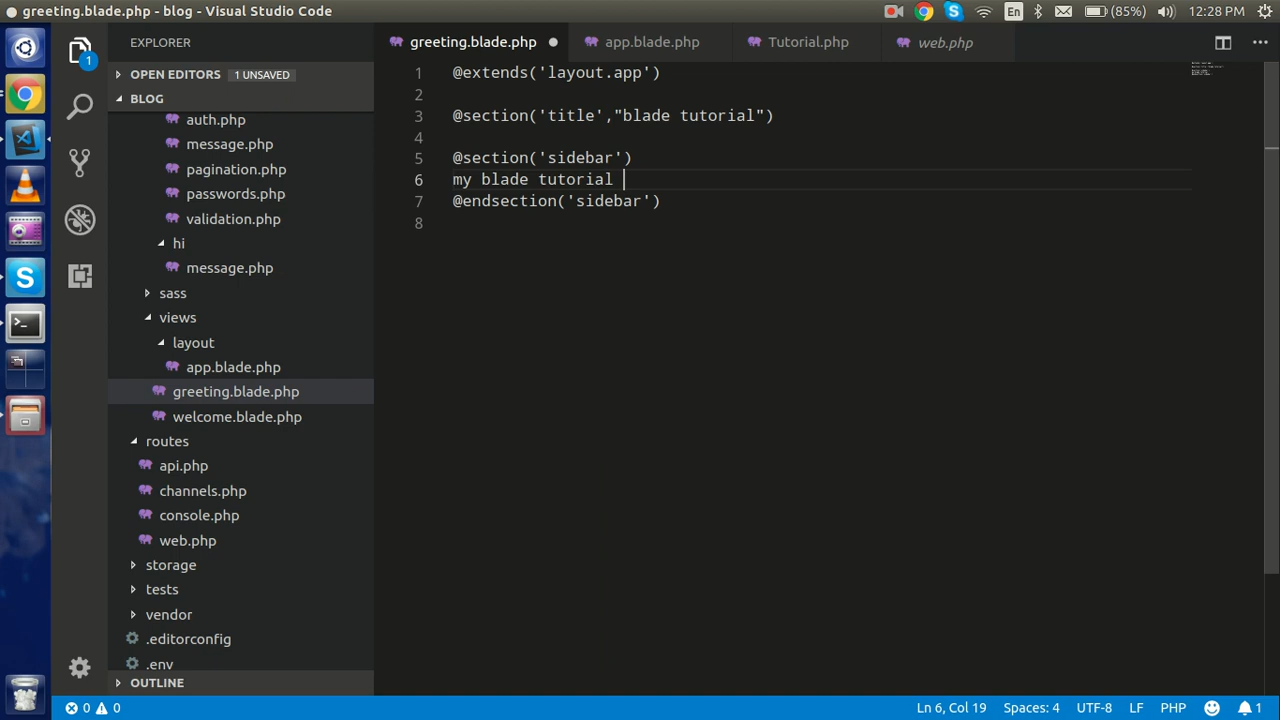 greeting.blade.php - blog - Visual Studio Code
En
(85%)
12:28 PM
EXPLORER
greeting.blade.php
app.blade.php
Tutorial.php
web.php
1
OPEN EDITORS
1 UNSAVED
BLOG
auth.php
message.php
pagination.php
passwords.php
validation.php
hi
message.php
sass
views
layout
app.blade.php
greeting.blade.php
welcome.blade.php
routes
api.php
channels.php
console.php
web.php
storage
tests
vendor
.editorconfig
.env
OUTLINE
1 @extends('layout.app')
2
3 @section('title',"blade tutorial")
4
5 @section('sidebar')
6 my blade tutorial
7 @endsection('sidebar')
8
0
0
Ln 6, Col 19
Spaces: 4
UTF-8
LF
PHP
1